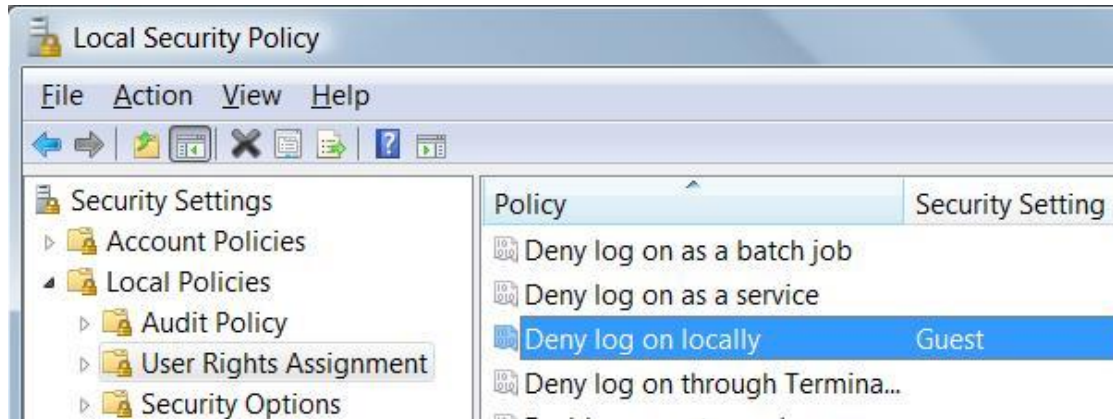 Local Security Policy
File Action View Help
Security Settings
Account Policies
Local Policies
Audit Policy
User Rights Assignment
Security Options
Policy Security Setting
Deny log on as a batch job
Deny log on as a service
Deny log on locally Guest
Deny log on through Termina...